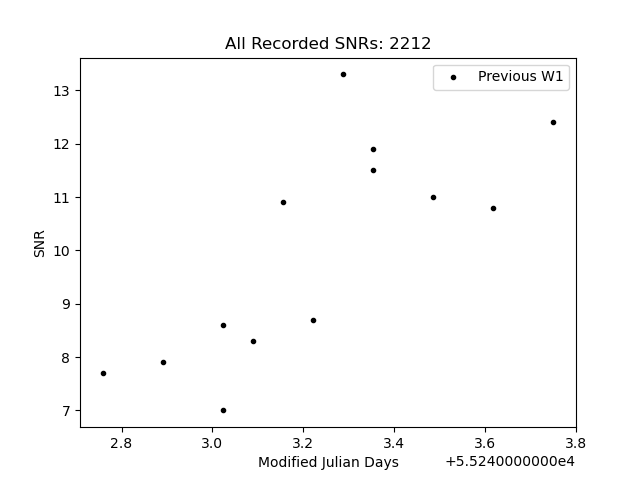 All Recorded SNRs: 2212
Previous W1
13
12
11
10
9
8
7
SNR
2.8 3.0 3.2 3.4 3.6 3.8
Modified Julian Days
+5.5240000000e4